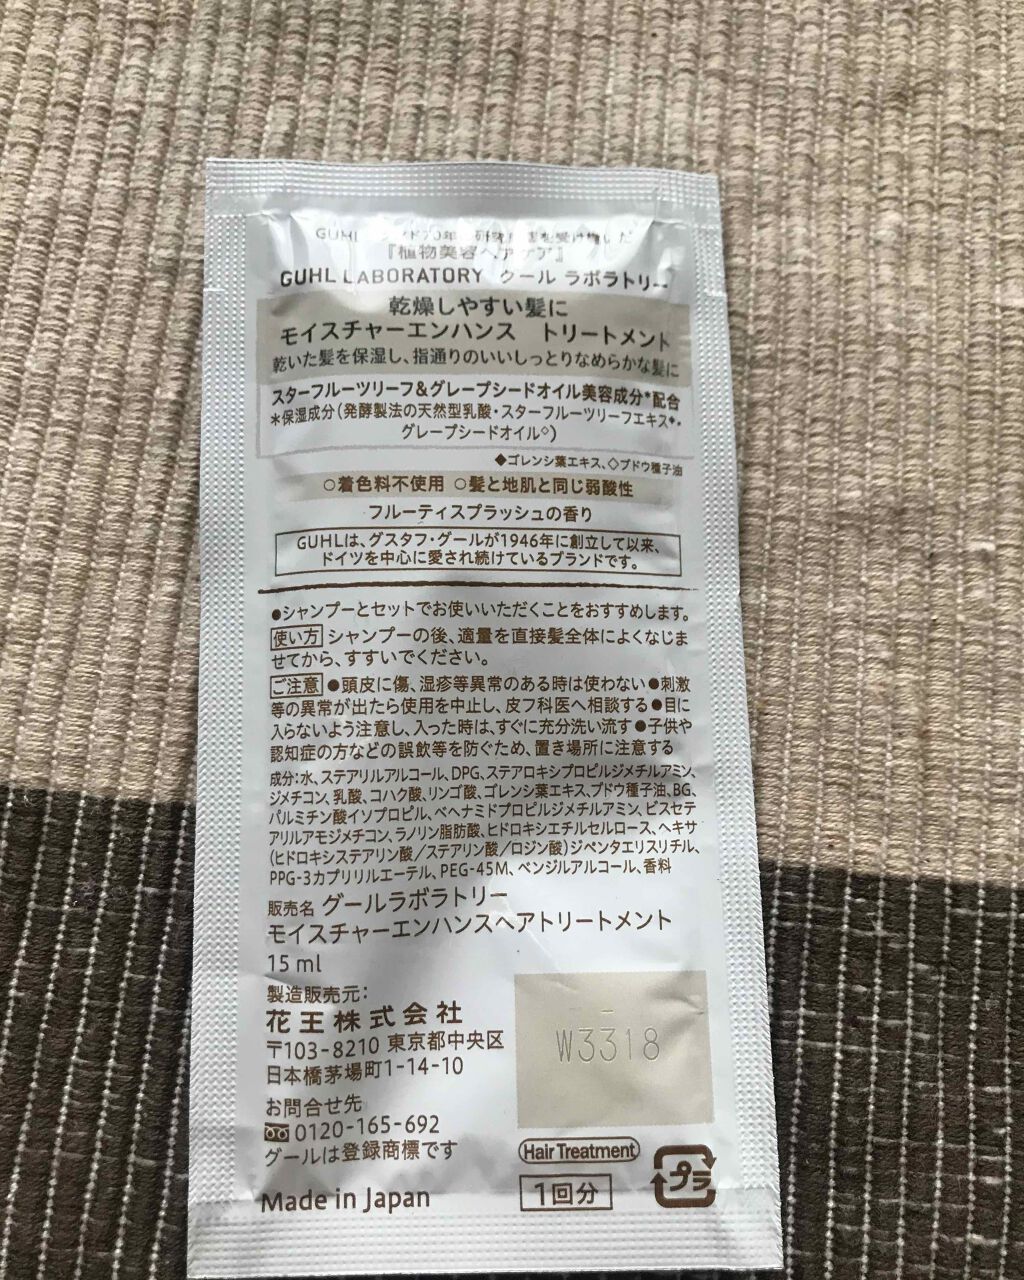 GUHL ブランド70年の研究成果を受け継いだ
『植物美容ヘアケア』
GUHL LABORATORY グール ラボラトリー
乾燥しやすい髪に
モイスチャーエンハンス トリートメント
乾いた髪を保湿し、指通りのいいしっとりなめらかな髪に
スターフルーツリーフ&グレープシードオイル美容成分*配合
*保湿成分(発酵製法の天然型乳酸・スターフルーツリーフエキス◆・
グレープシードオイル◇)
◆ゴレンシ葉エキス、◇ブドウ種子油
○着色料不使用 ○髪と地肌と同じ弱酸性
フルーティスプラッシュの香り
GUHLは、グスタフ・グールが1946年に創立して以来、
ドイツを中心に愛され続けているブランドです。
●シャンプーとセットでお使いいただくことをおすすめします。
使い方 シャンプーの後、適量を直接髪全体によくなじま
せてから、すすいでください。
ご注意 ●頭皮に傷、湿疹等異常のある時は使わない●刺激
等の異常が出たら使用を中止し、皮フ科医へ相談する●目に
入らないよう注意し、入った時は、すぐに充分洗い流す●子供や
認知症の方などの誤飲等を防ぐため、置き場所に注意する
成分:水、ステアリルアルコール、DPG、ステアロキシプロピルジメチルアミン、
ジメチコン、乳酸、コハク酸、リンゴ酸、ゴレンシ葉エキス、ブドウ種子油、BG、
パルミチン酸イソプロピル、ベヘナミドプロピルジメチルアミン、ビスセテ
アリルアモジメチコン、ラノリン脂肪酸、ヒドロキシエチルセルロース、ヘキサ
(ヒドロキシステアリン酸/ステアリン酸/ロジン酸)ジペンタエリスリチル、
PPG-3カプリリルエーテル、PEG-45M、ベンジルアルコール、香料
販売名 グールラボラトリー
モイスチャーエンハンスヘアトリートメント
15 ml
製造販売元:
花王株式会社
〒103-8210 東京都中央区
日本橋茅場町1-14-10
W3318
お問合せ先
0120-165-692
グールは登録商標です
Hair Treatment
Made in Japan
1回分
プラ